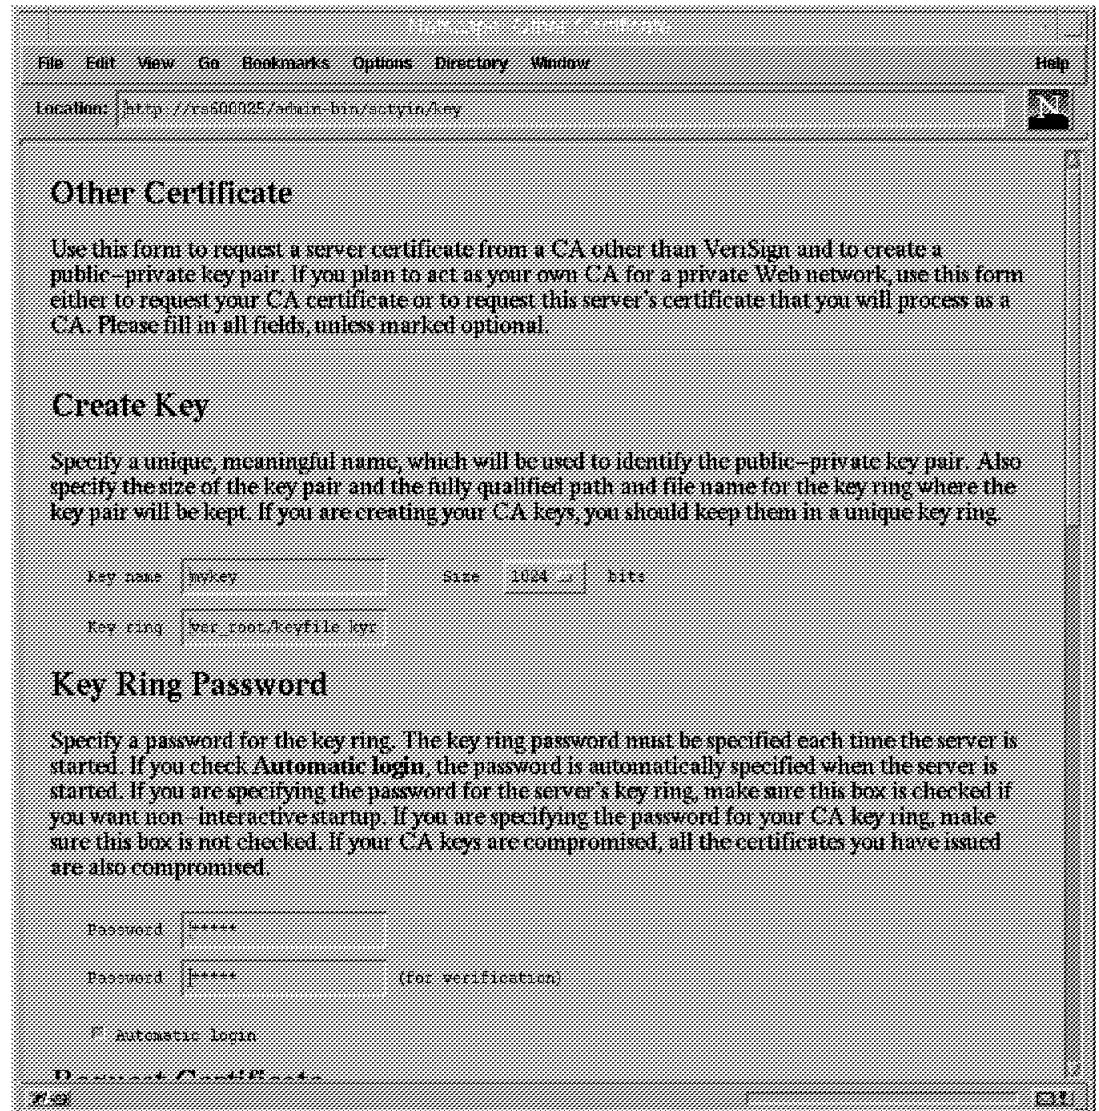 File Edit View Go Bookmarks Options Directory Window Help
Location: http://rs600025/admin-bin/
N
Other Certificate
Use this form to request a server certificate from a CA other than VeriSign and to create a
public-private key pair. If you plan to act as your own CA for a private Web network, use this form
either to request your CA certificate or to request this server's certificate that you will process as a
CA. Please fill in all fields, unless marked optional.
Create Key
Specify a unique, meaningful name, which will be used to identify the public-private key pair. Also
specify the size of the key pair and the fully qualified path and file name for the key ring where the
key pair will be kept. If you are creating your CA keys, you should keep them in a unique key ring.
Key name mykey Size 1024 bits
Key ring ver_root/keyfile.kyr
Key Ring Password
Specify a password for the key ring. The key ring password must be specified each time the server is
started. If you check Automatic login, the password is automatically specified when the server is
started. If you are specifying the password for the server's key ring, make sure this box is checked if
you want non-interactive startup. If you are specifying the password for your CA key ring, make
sure this box is not checked. If your CA keys are compromised, all the certificates you have issued
are also compromised.
Password *****
Password ***** (for verification)
Automatic login
Request Certificate